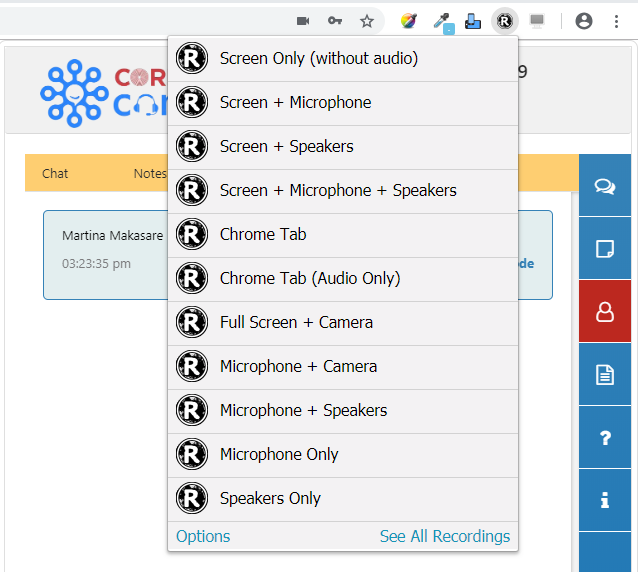 9
COR
CON
Chat
Notes
Martina Makasare
03:23:35 pm
de
Screen Only (without audio)
Screen + Microphone
Screen + Speakers
Screen + Microphone + Speakers
Chrome Tab
Chrome Tab (Audio Only)
Full Screen + Camera
Microphone + Camera
Microphone + Speakers
Microphone Only
Speakers Only
Options
See All Recordings